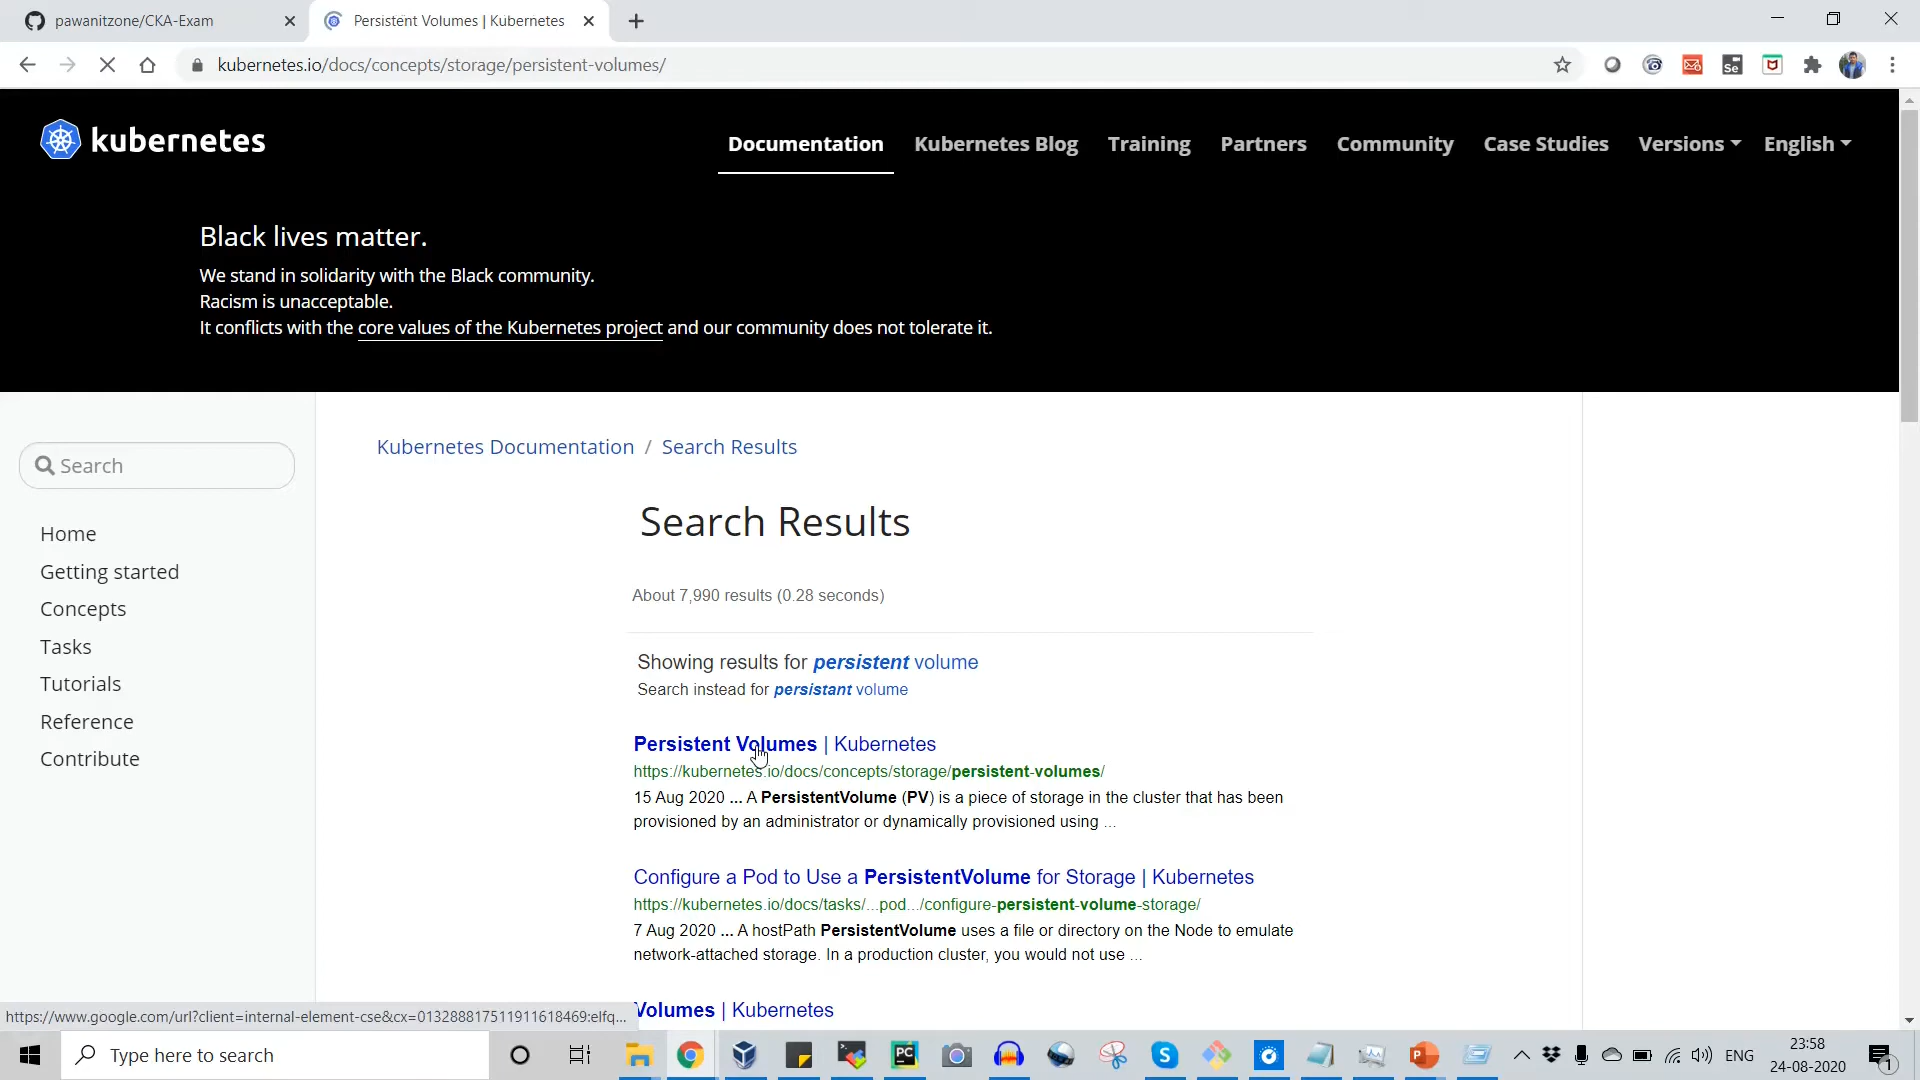 pawanitzone/CKA-Exam
Persistent Volumes | Kubernetes
kubernetes.io/docs/concepts/storage/persistent-volumes/
kubernetes
Documentation
Kubernetes Blog
Training
Partners
Community
Case Studies
Versions
English
Black lives matter.
We stand in solidarity with the Black community.
Racism is unacceptable.
It conflicts with the core values of the Kubernetes project and our community does not tolerate it.
Search
Home
Getting started
Concepts
Tasks
Tutorials
Reference
Contribute
Kubernetes Documentation / Search Results
Search Results
About 7,990 results (0.28 seconds)
Showing results for persistent volume
Search instead for persistant volume
Persistent Volumes | Kubernetes
https://kubernetes.io/docs/concepts/storage/persistent-volumes/
15 Aug 2020 ... A PersistentVolume (PV) is a piece of storage in the cluster that has been
provisioned by an administrator or dynamically provisioned using ...
Configure a Pod to Use a PersistentVolume for Storage | Kubernetes
https://kubernetes.io/docs/tasks/...pod.../configure-persistent-volume-storage/
7 Aug 2020 ... A hostPath PersistentVolume uses a file or directory on the Node to emulate
network-attached storage. In a production cluster, you would not use ...
Volumes | Kubernetes
https://www.google.com/url?client=internal-element-cse&cx=013288817511911618469:elfq...
Type here to search
Se
PC
S
P
ENG
23:58
24-08-2020
1